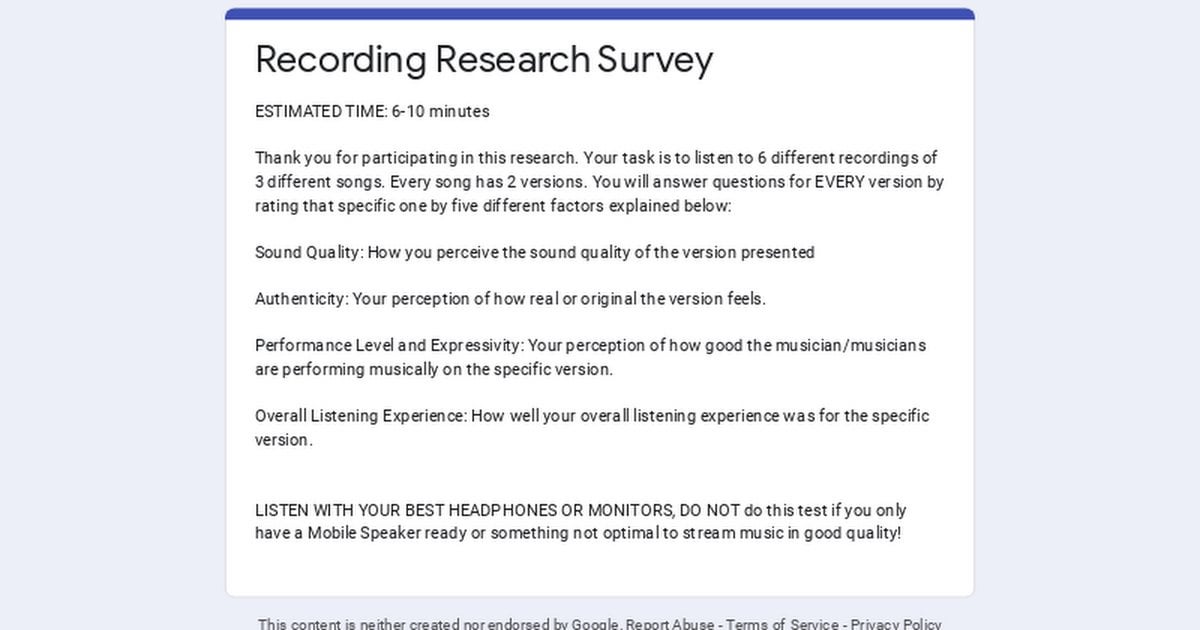 Recording Research Survey
ESTIMATED TIME: 6-10 minutes
Thank you for participating in this research. Your task is to listen to 6 different recordings of
3 different songs. Every song has 2 versions. You will answer questions for EVERY version by
rating that specific one by five different factors explained below:
Sound Quality: How you perceive the sound quality of the version presented
Authenticity: Your perception of how real or original the version feels.
Performance Level and Expressivity: Your perception of how good the musician/musicians
are performing musically on the specific version.
Overall Listening Experience: How well your overall listening experience was for the specific
version.
LISTEN WITH YOUR BEST HEADPHONES OR MONITORS, DO NOT do this test if you only
have a Mobile Speaker ready or something not optimal to stream music in good quality!
This content is neither created nor endorsed by Google. Report Abuse - Terms of Service - Privacy Policy